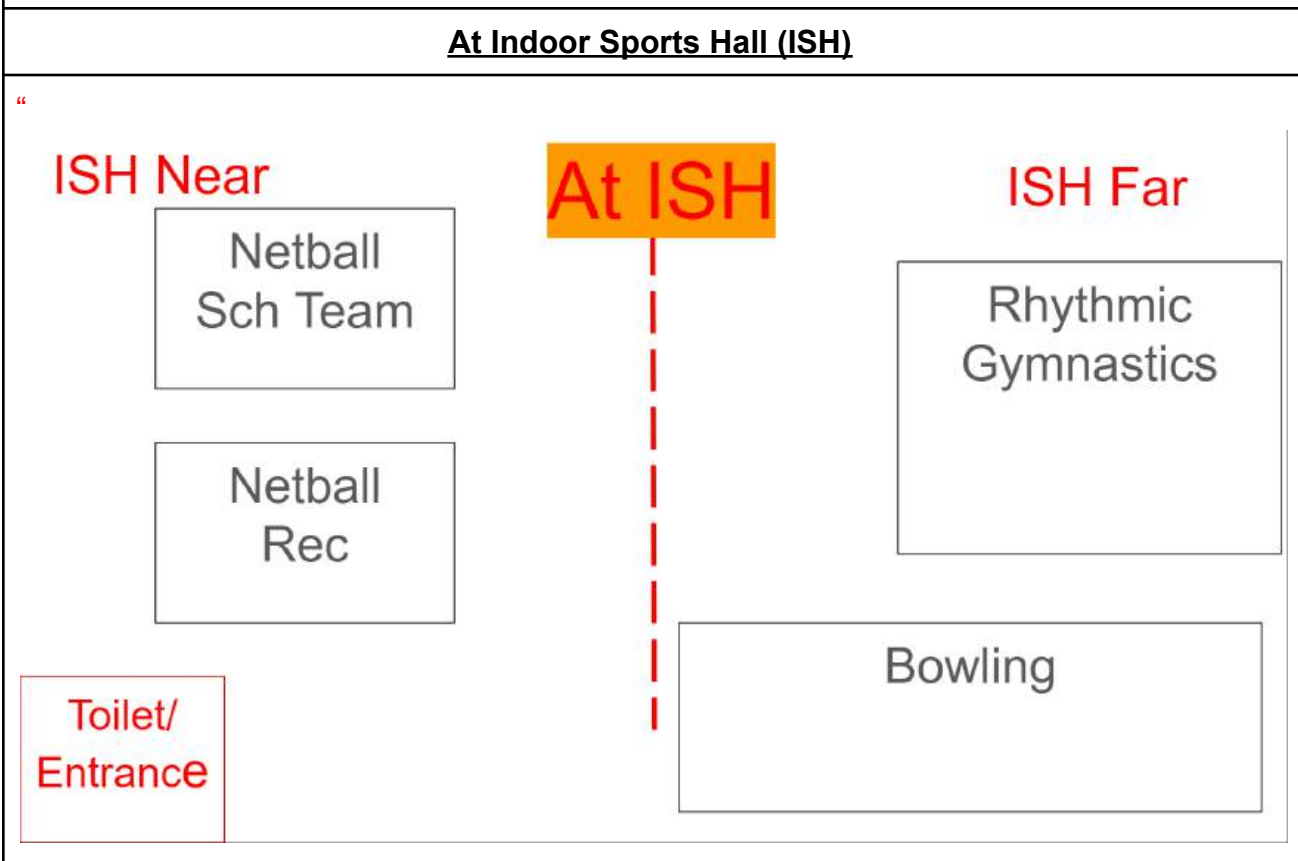 At Indoor Sports Hall (ISH)
“
ISH Near
At ISH
ISH Far
Netball
Sch Team
Rhythmic
Gymnastics
Netball
Rec
Bowling
Toilet/
Entrance